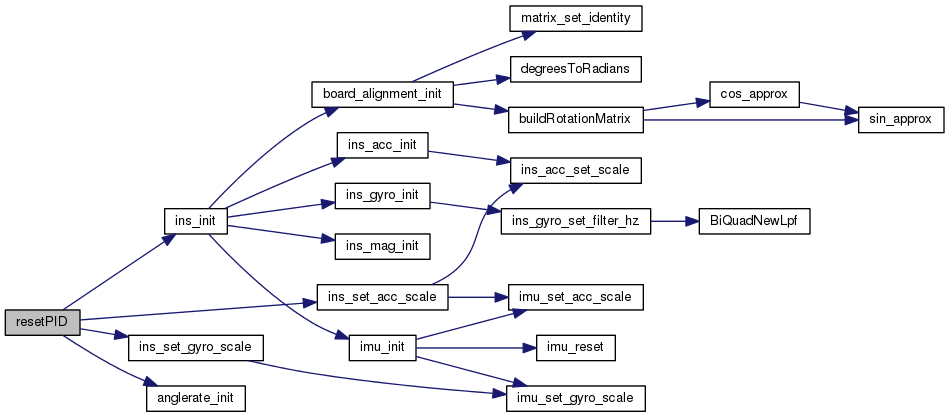 matrix_set_identity
degreesToRadians
board_alignment_init
cos_approx
buildRotationMatrix
sin_approx
ins_acc_init
ins_acc_set_scale
ins_gyro_init
ins_init
ins_gyro_set_filter_hz
BiQuadNewLpf
ins_mag_init
ins_set_acc_scale
imu_set_acc_scale
resetPID
ins_set_gyro_scale
imu_init
imu_reset
anglerate_init
imu_set_gyro_scale